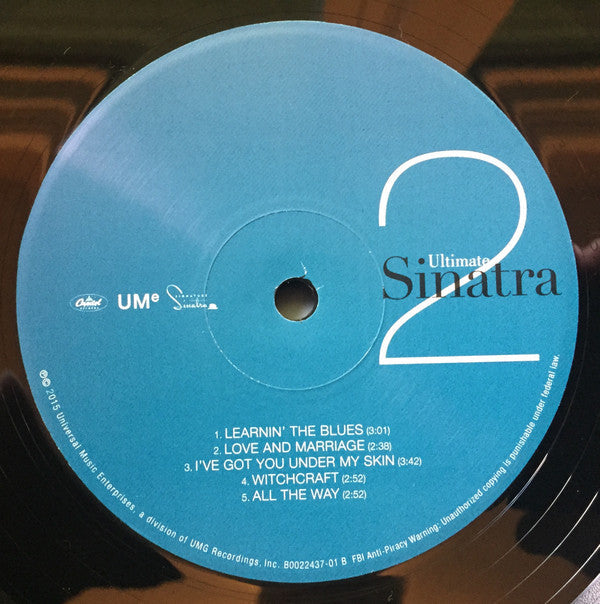 2
Ultimate
Sinatra
Capitol
RECORDS
UMe
SIGNATURE
Sinatra
1. LEARNIN' THE BLUES (3:01)
2. LOVE AND MARRIAGE (2:38)
3. I'VE GOT YOU UNDER MY SKIN (3:42)
4. WITCHCRAFT (2:52)
5. ALL THE WAY (2:52)
℗© 2015 Universal Music Enterprises, a division of UMG Recordings, Inc. B0022437-01 B FBI Anti-Piracy Warning: Unauthorized copying is punishable under federal law.